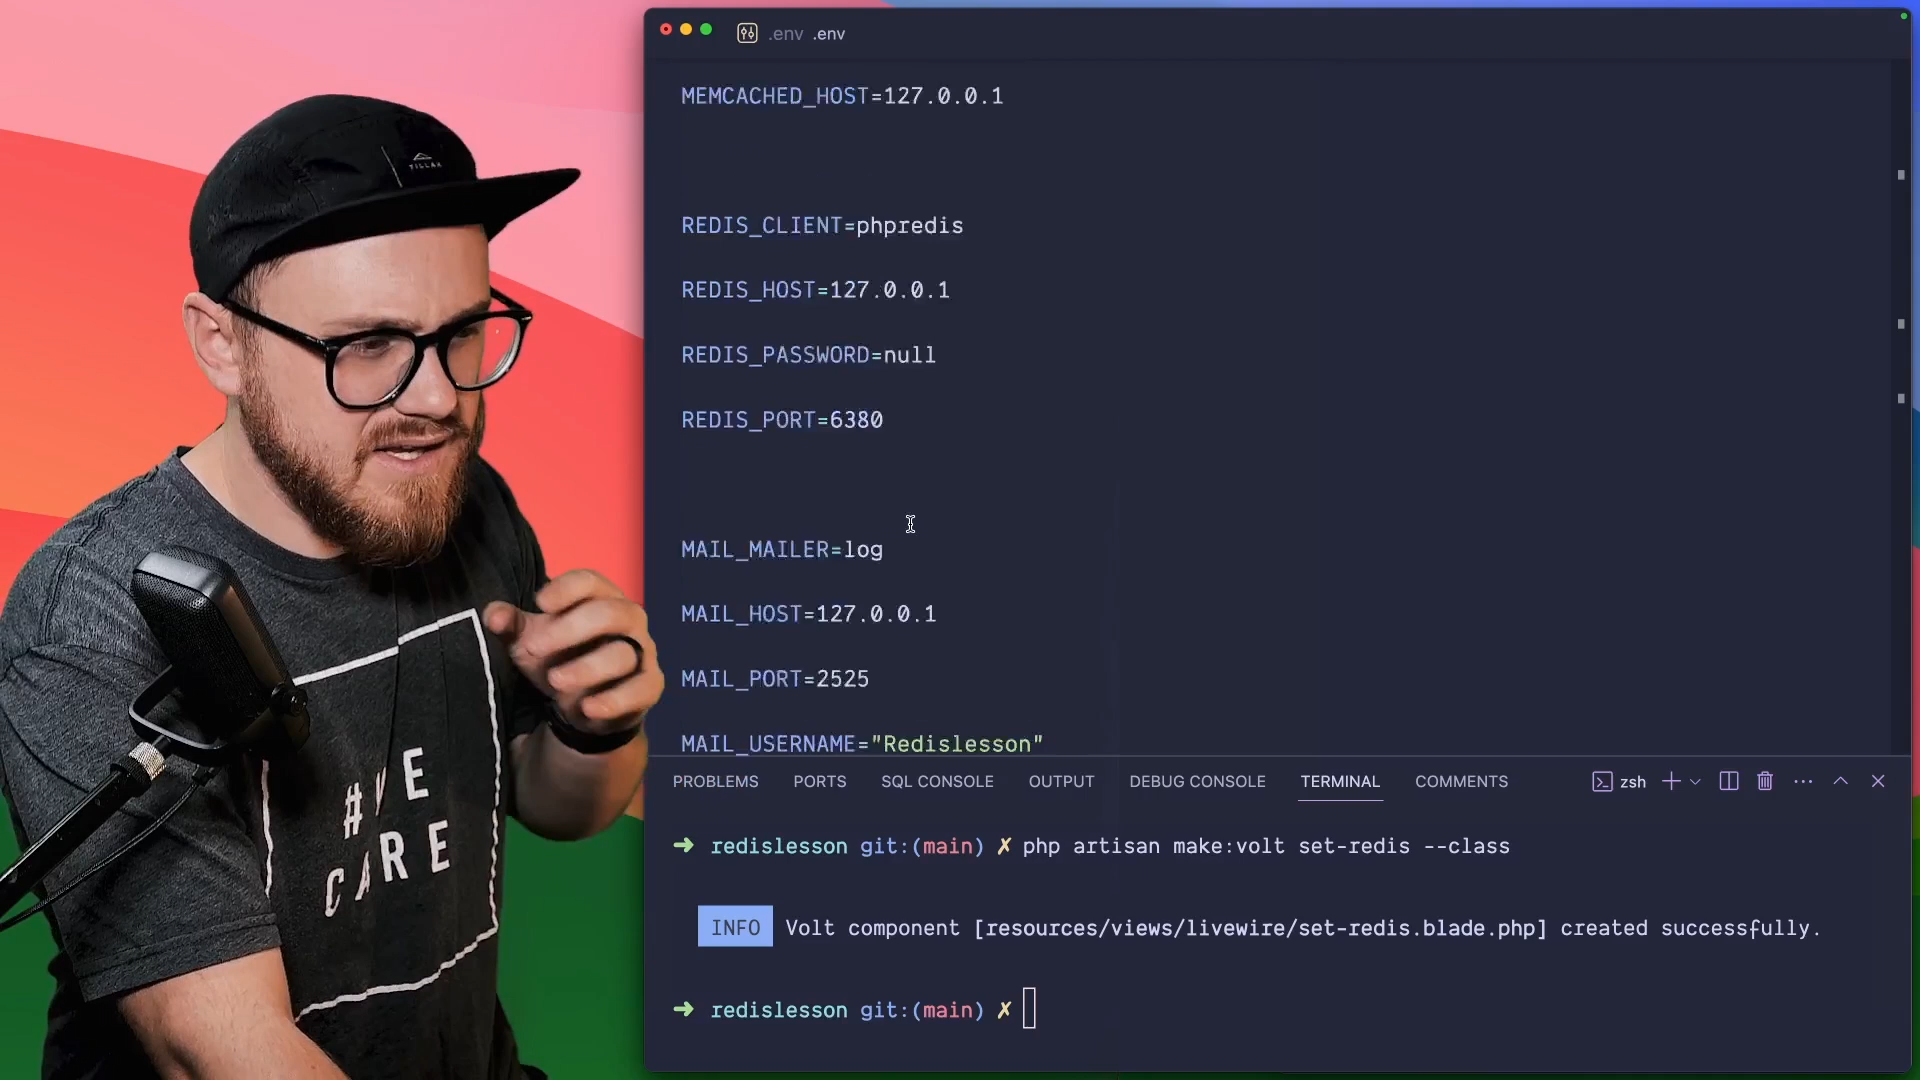 .env .env
MEMCACHED_HOST=127.0.0.1
REDIS_CLIENT=phpredis
REDIS_HOST=127.0.0.1
REDIS_PASSWORD=null
REDIS_PORT=6380
MAIL_MAILER=log
MAIL_HOST=127.0.0.1
MAIL_PORT=2525
MAIL_USERNAME="Redislesson"
PROBLEMS PORTS SQL CONSOLE OUTPUT DEBUG CONSOLE TERMINAL COMMENTS zsh
➜ redislesson git:(main) ✗ php artisan make:volt set-redis --class
INFO Volt component [resources/views/livewire/set-redis.blade.php] created successfully.
➜ redislesson git:(main) ✗
TILLAK
CARE